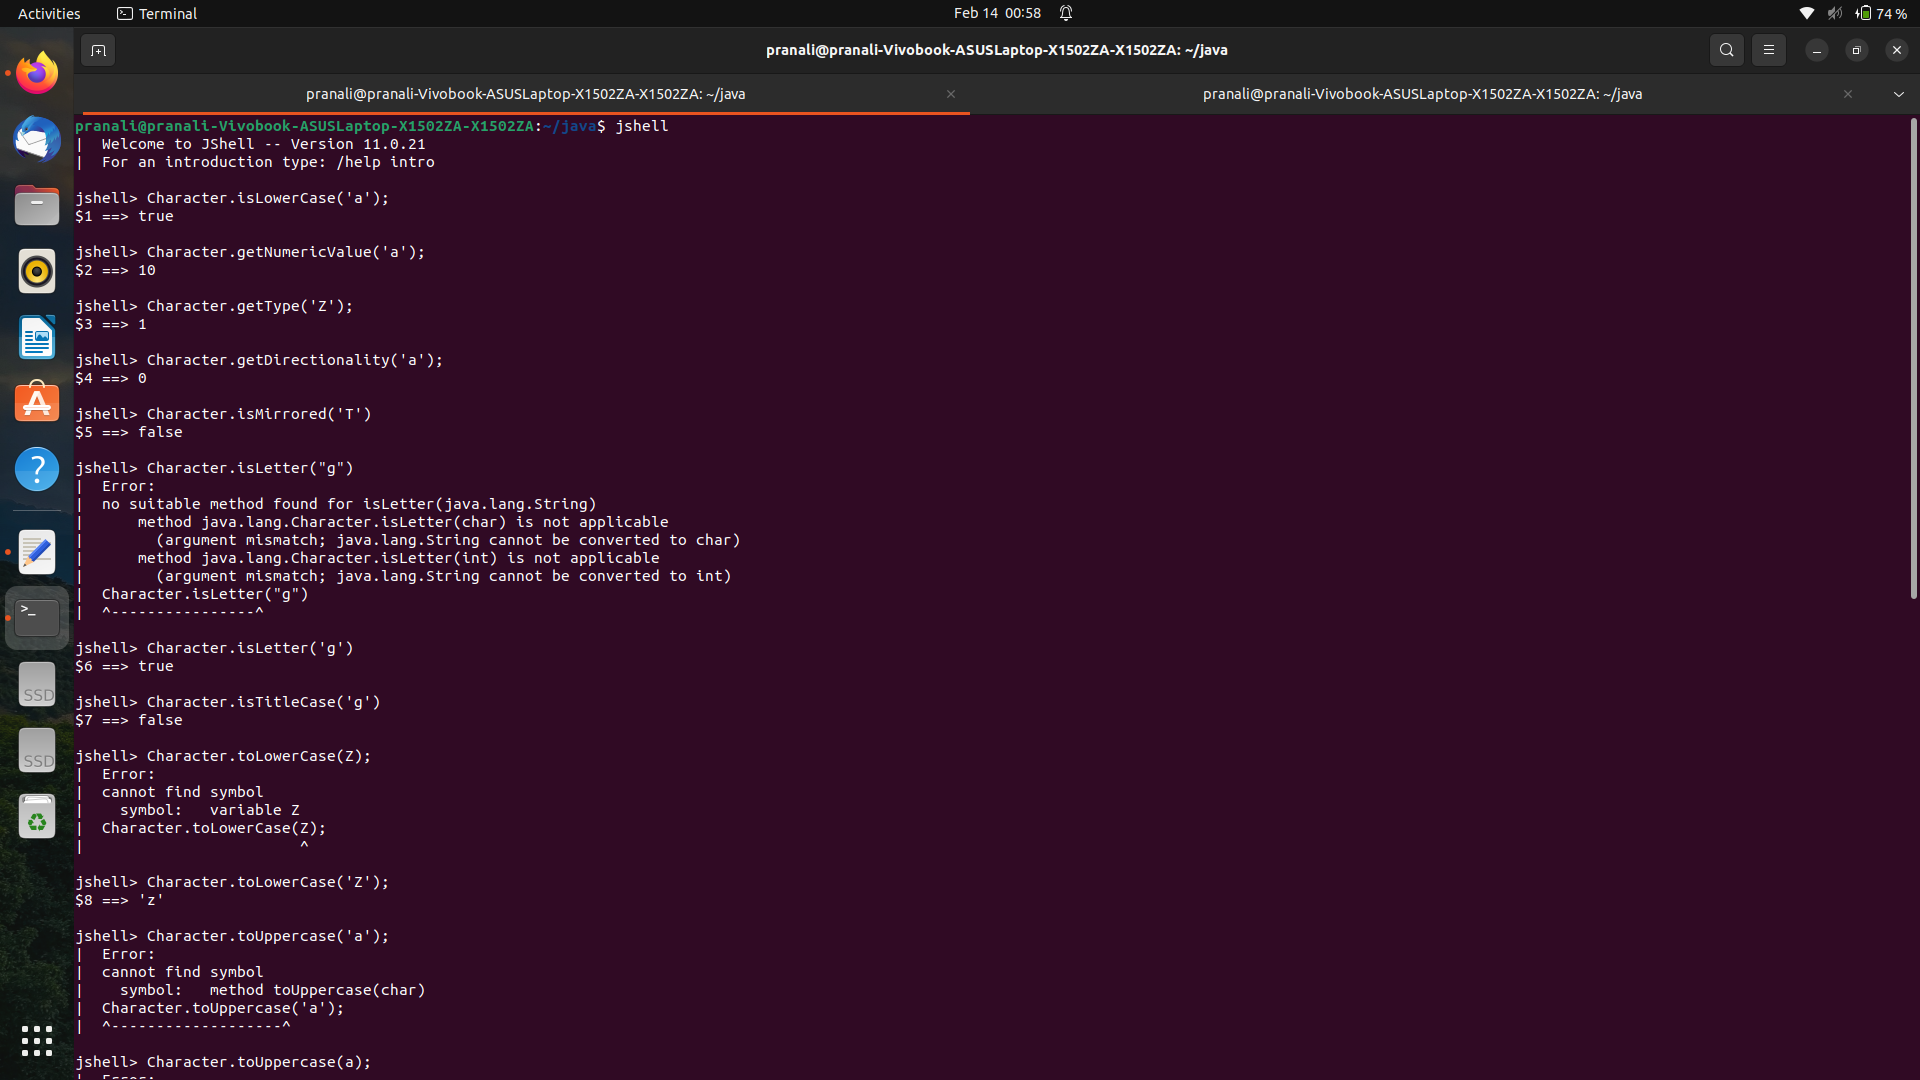 Activities
Terminal
Feb 14 00:58
74 %
pranali@pranali-Vivobook-ASUSLaptop-X1502ZA-X1502ZA: ~/java
pranali@pranali-Vivobook-ASUSLaptop-X1502ZA-X1502ZA: ~/java
pranali@pranali-Vivobook-ASUSLaptop-X1502ZA-X1502ZA: ~/java
pranali@pranali-Vivobook-ASUSLaptop-X1502ZA-X1502ZA:~/java$ jshell
|  Welcome to JShell -- Version 11.0.21
|  For an introduction type: /help intro
jshell> Character.isLowerCase('a');
$1 ==> true
jshell> Character.getNumericValue('a');
$2 ==> 10
jshell> Character.getType('Z');
$3 ==> 1
jshell> Character.getDirectionality('a');
$4 ==> 0
jshell> Character.isMirrored('T')
$5 ==> false
jshell> Character.isLetter("g")
|  Error:
|  no suitable method found for isLetter(java.lang.String)
|      method java.lang.Character.isLetter(char) is not applicable
|        (argument mismatch; java.lang.String cannot be converted to char)
|      method java.lang.Character.isLetter(int) is not applicable
|        (argument mismatch; java.lang.String cannot be converted to int)
|  Character.isLetter("g")
|  ^----------------^
jshell> Character.isLetter('g')
$6 ==> true
jshell> Character.isTitleCase('g')
$7 ==> false
jshell> Character.toLowerCase(Z);
|  Error:
|  cannot find symbol
|    symbol:   variable Z
|  Character.toLowerCase(Z);
|                        ^
jshell> Character.toLowerCase('Z');
$8 ==> 'z'
jshell> Character.toUppercase('a');
|  Error:
|  cannot find symbol
|    symbol:   method toUppercase(char)
|  Character.toUppercase('a');
|  ^-------------------^
jshell> Character.toUppercase(a);
|  Error:
SSD
SSD